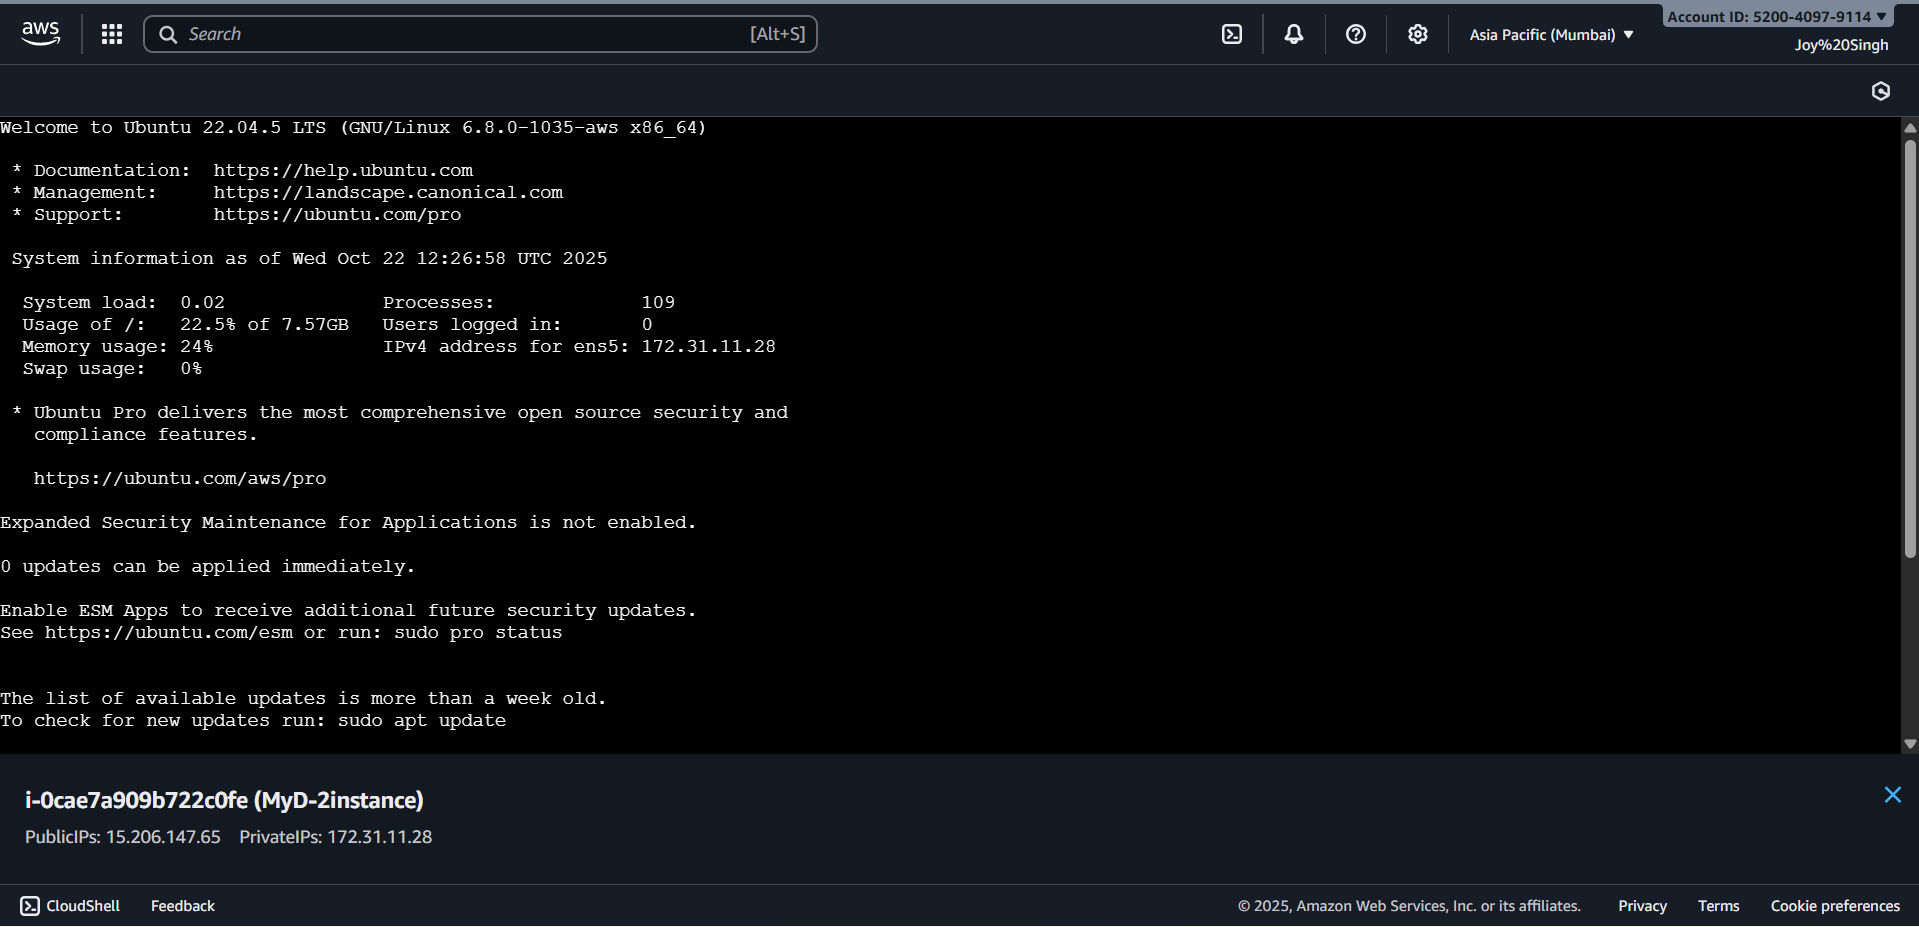 aws
Search [Alt+S]
Asia Pacific (Mumbai) ▼
Account ID: 5200-4097-9114 ▼
Joy%20Singh
Welcome to Ubuntu 22.04.5 LTS (GNU/Linux 6.8.0-1035-aws x86_64)
* Documentation: https://help.ubuntu.com
* Management: https://landscape.canonical.com
* Support: https://ubuntu.com/pro
System information as of Wed Oct 22 12:26:58 UTC 2025
System load: 0.02 Processes: 109
Usage of /: 22.5% of 7.57GB Users logged in: 0
Memory usage: 24% IPv4 address for ens5: 172.31.11.28
Swap usage: 0%
* Ubuntu Pro delivers the most comprehensive open source security and
compliance features.
https://ubuntu.com/aws/pro
Expanded Security Maintenance for Applications is not enabled.
0 updates can be applied immediately.
Enable ESM Apps to receive additional future security updates.
See https://ubuntu.com/esm or run: sudo pro status
The list of available updates is more than a week old.
To check for new updates run: sudo apt update
i-0cae7a909b722c0fe (MyD-2instance)
PublicIPs: 15.206.147.65 PrivateIPs: 172.31.11.28
CloudShell Feedback © 2025, Amazon Web Services, Inc. or its affiliates. Privacy Terms Cookie preferences